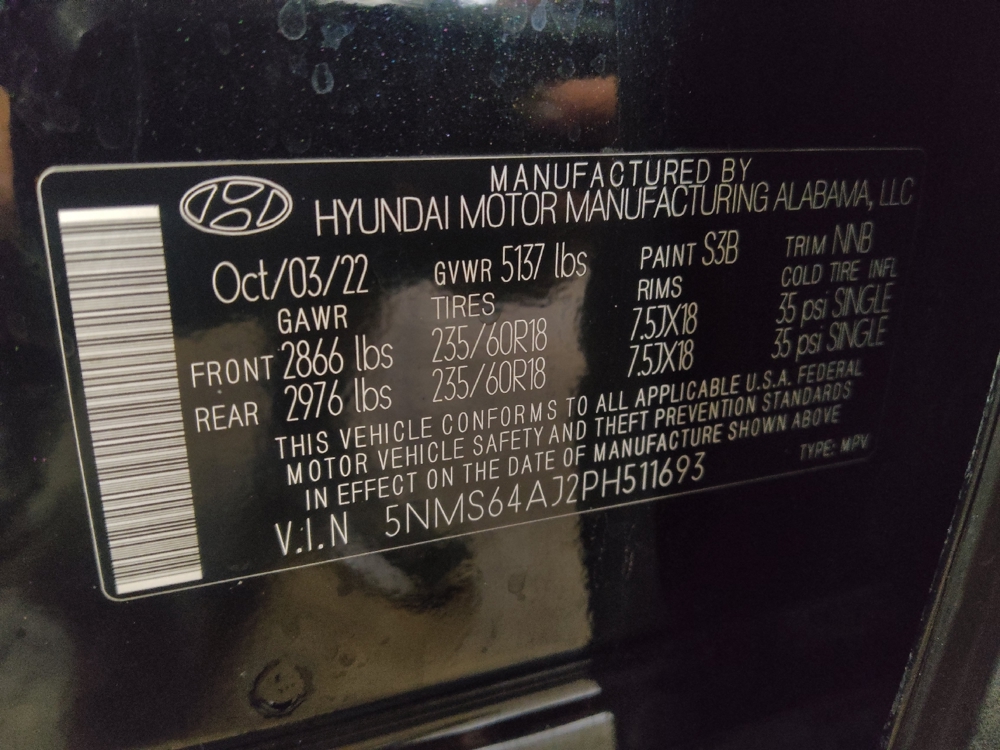 MANUFACTURED BY
HYUNDAI MOTOR MANUFACTURING ALABAMA, LLC
Oct/03/22 GVWR 5137 lbs PAINT S3B TRIM NNB
GAWR TIRES RIMS COLD TIRE INFL
FRONT 2866 lbs 235/60R18 7.5JX18 35 psi SINGLE
REAR 2976 lbs 235/60R18 7.5JX18 35 psi SINGLE
THIS VEHICLE CONFORMS TO ALL APPLICABLE U.S.A. FEDERAL
MOTOR VEHICLE SAFETY AND THEFT PREVENTION STANDARDS
IN EFFECT ON THE DATE OF MANUFACTURE SHOWN ABOVE
V.I.N 5NMS64AJ2PH511693 TYPE: MPV